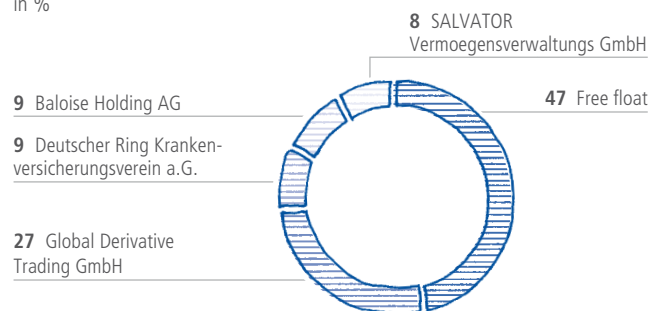 in %
8 SALVATOR
Vermoegensverwaltungs GmbH
47 Free float
9 Baloise Holding AG
9 Deutscher Ring Kranken-
versicherungsverein a.G.
27 Global Derivative
Trading GmbH